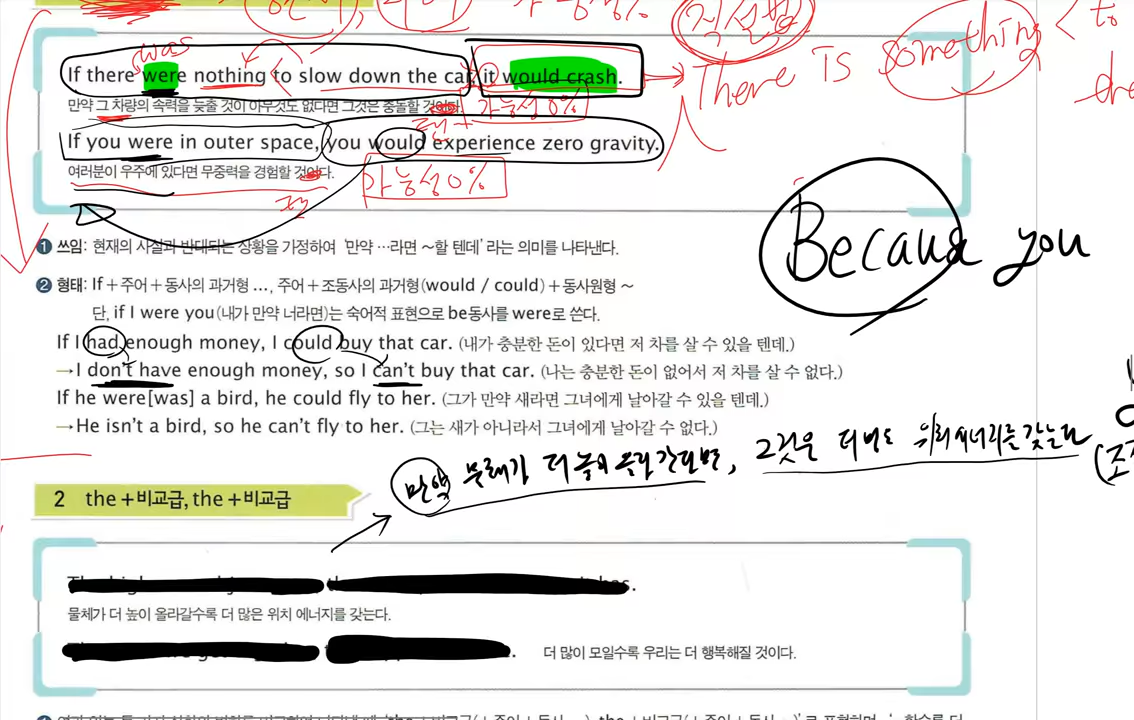 가능성0%
직설법
was
If there were nothing to slow down the car, it would crash.
There is something < to
만약 그 차량의 속력을 늦출 것이 아무것도 없다면 그것은 충돌할
가능성0%
If you were in outer space, you would experience zero gravity.
여러분이 우주에 있다면 무중력을 경험할
가능성0%
Because you
1 쓰임: 현재의 사실과 반대되는 상황을 가정하여 '만약 …라면 ~할 텐데' 라는 의미를 나타낸다.
2 형태: If + 주어 + 동사의 과거형 …, 주어 + 조동사의 과거형(would / could) + 동사원형 ~
단, if I were you(내가 만약 너라면)는 숙어적 표현으로 be동사를 were로 쓴다.
If I had enough money, I could buy that car. (내가 충분한 돈이 있다면 저 차를 살 수 있을 텐데.)
→ I don't have enough money, so I can't buy that car. (나는 충분한 돈이 없어서 저 차를 살 수 없다.)
If he were[was] a bird, he could fly to her. (그가 만약 새라면 그녀에게 날아갈 수 있을 텐데.)
→ He isn't a bird, so he can't fly to her. (그는 새가 아니라서 그녀에게 날아갈 수 없다.)
만약 물체가 더 높이 올라간다면, 그것은 더 많은 위치에너지를 갖는다
2 the +비교급, the +비교급
물체가 더 높이 올라갈수록 더 많은 위치 에너지를 갖는다.
더 많이 모일수록 우리는 더 행복해질 것이다.